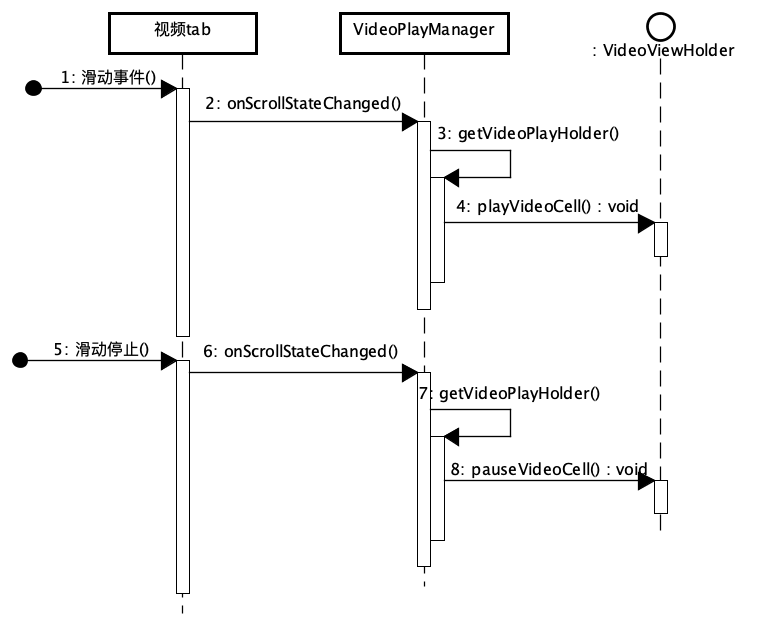 视频tab
VideoPlayManager
: VideoViewHolder
1: 滑动事件()
2: onScrollStateChanged()
3: getVideoPlayHolder()
4: playVideoCell() : void
5: 滑动停止()
6: onScrollStateChanged()
7: getVideoPlayHolder()
8: pauseVideoCell() : void